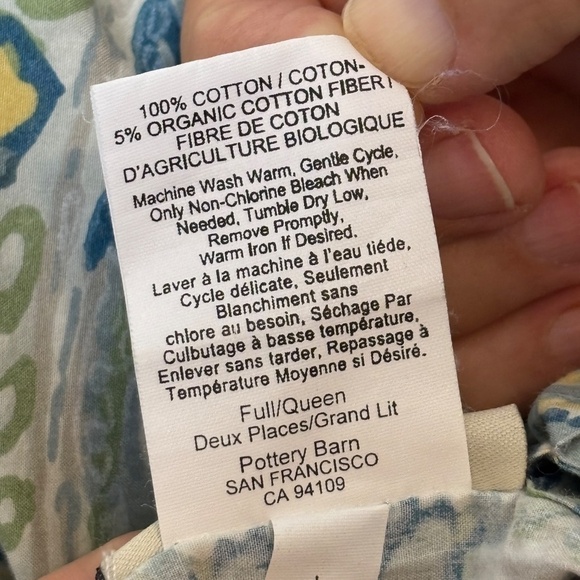 100% COTTON / COTON-
5% ORGANIC COTTON FIBER /
FIBRE DE COTON
D'AGRICULTURE BIOLOGIQUE
Machine Wash Warm, Gentle Cycle,
Only Non-Chlorine Bleach When
Needed, Tumble Dry Low,
Remove Promptly,
Warm Iron If Desired.
Laver à la machine à l'eau tiéde,
Cycle délicate, Seulement
Blanchiment sans
chlore au besoin, Séchage Par
Culbutage à basse température,
Enlever sans tarder, Repassage à
Température Moyenne si Désiré.
Full/Queen
Deux Places/Grand Lit
Pottery Barn
SAN FRANCISCO
CA 94109